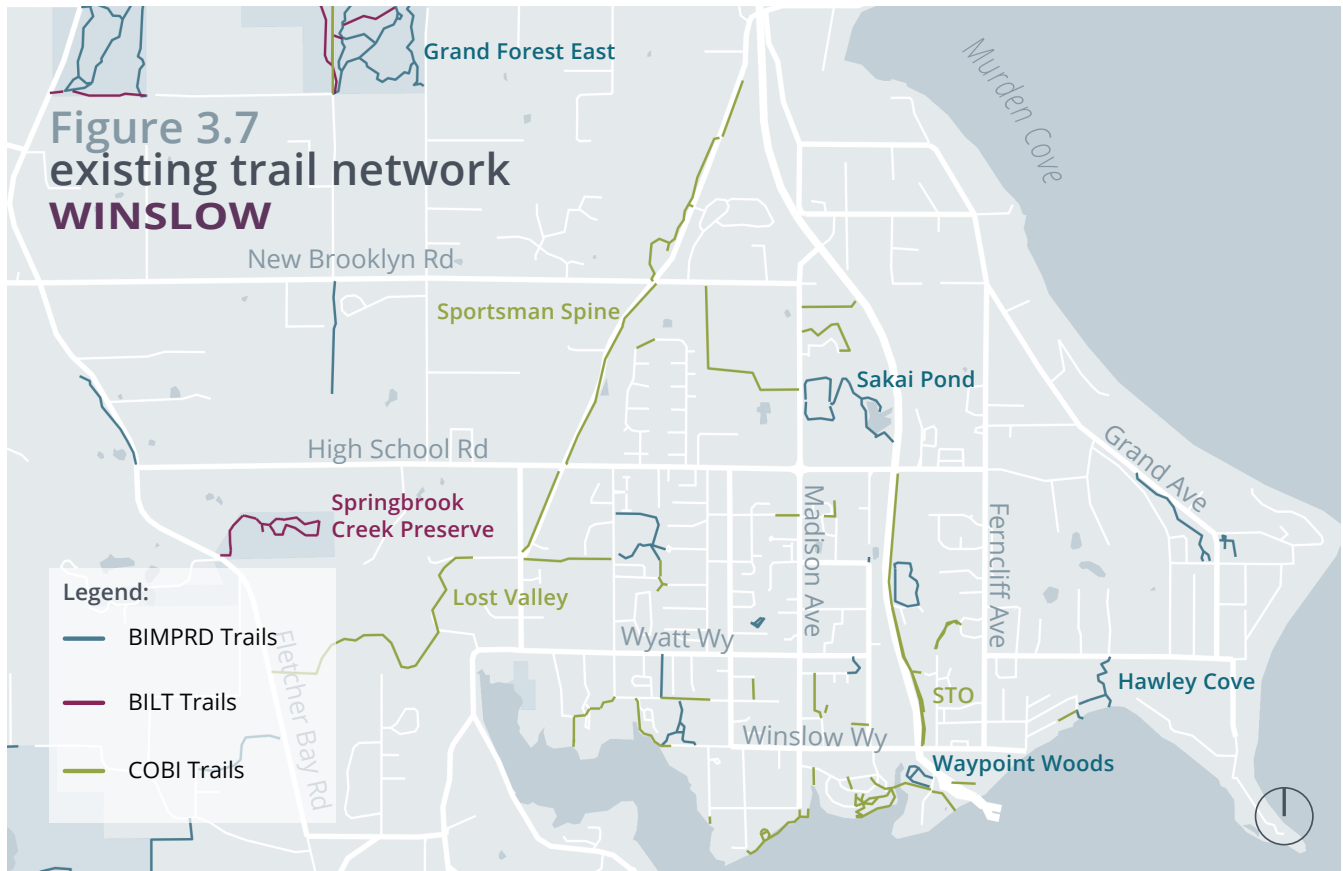 Grand Forest East
Murden Cove
Figure 3.7
existing trail network
WINSLOW
New Brooklyn Rd
Sportsman Spine
Sakai Pond
High School Rd
Grand Ave
Springbrook
Creek Preserve
Madison Ave
Ferncliff Ave
Legend:
BIMPRD Trails
BILT Trails
COBI Trails
Lost Valley
Wyatt Wy
Fletcher Bay Rd
Hawley Cove
STO
Winslow Wy
Waypoint Woods